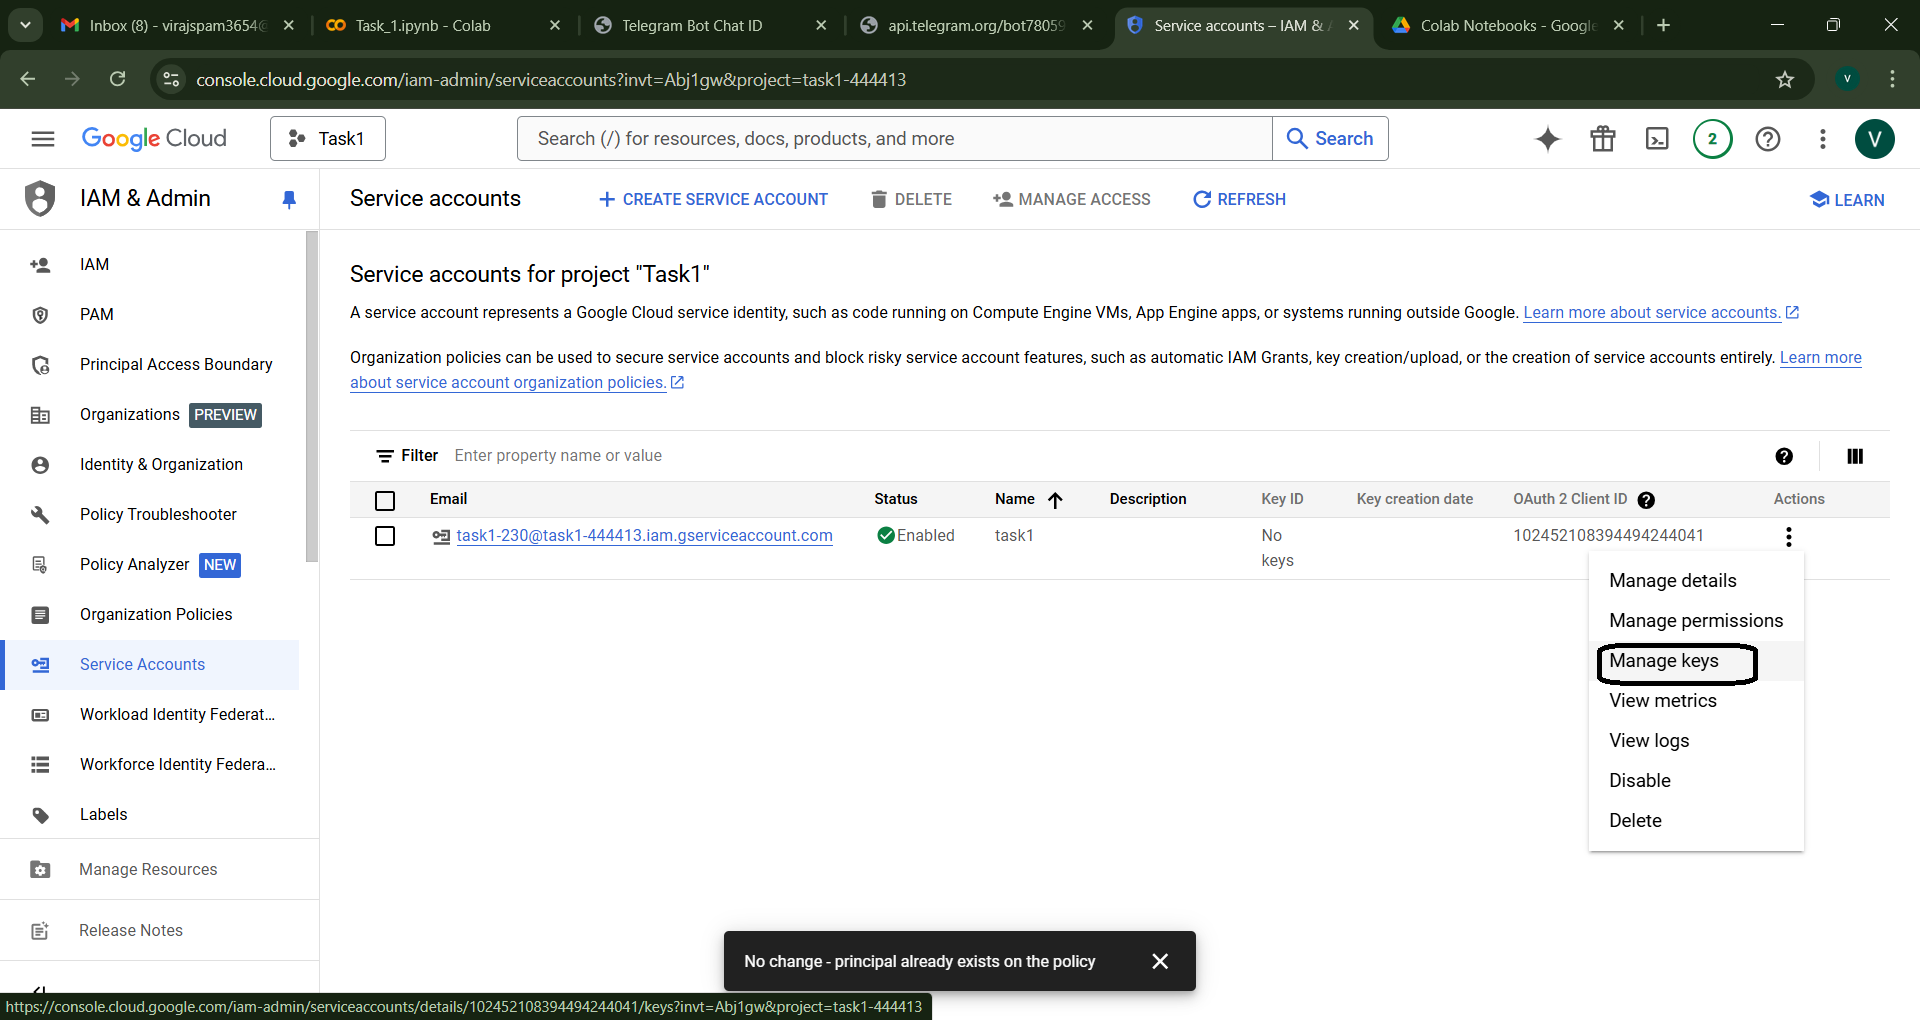 Inbox (8) - virajspam3654@
Task_1.ipynb - Colab
Telegram Bot Chat ID
api.telegram.org/bot78059
Service accounts – IAM & A
Colab Notebooks - Google
console.cloud.google.com/iam-admin/serviceaccounts?invt=Abj1gw&project=task1-444413
V
Google Cloud
Task1
Search (/) for resources, docs, products, and more
Search
2
V
IAM & Admin
Service accounts
CREATE SERVICE ACCOUNT
DELETE
MANAGE ACCESS
REFRESH
LEARN
IAM
PAM
Principal Access Boundary
Organizations PREVIEW
Identity & Organization
Policy Troubleshooter
Policy Analyzer NEW
Organization Policies
Service Accounts
Workload Identity Federat...
Workforce Identity Federa...
Labels
Manage Resources
Release Notes
Service accounts for project "Task1"
A service account represents a Google Cloud service identity, such as code running on Compute Engine VMs, App Engine apps, or systems running outside Google. Learn more about service accounts.
Organization policies can be used to secure service accounts and block risky service account features, such as automatic IAM Grants, key creation/upload, or the creation of service accounts entirely. Learn more
about service account organization policies.
Filter Enter property name or value
Email Status Name Description Key ID Key creation date OAuth 2 Client ID Actions
task1-230@task1-444413.iam.gserviceaccount.com Enabled task1 No 102452108394494244041
keys
Manage details
Manage permissions
Manage keys
View metrics
View logs
Disable
Delete
No change - principal already exists on the policy
https://console.cloud.google.com/iam-admin/serviceaccounts/details/102452108394494244041/keys?invt=Abj1gw&project=task1-444413